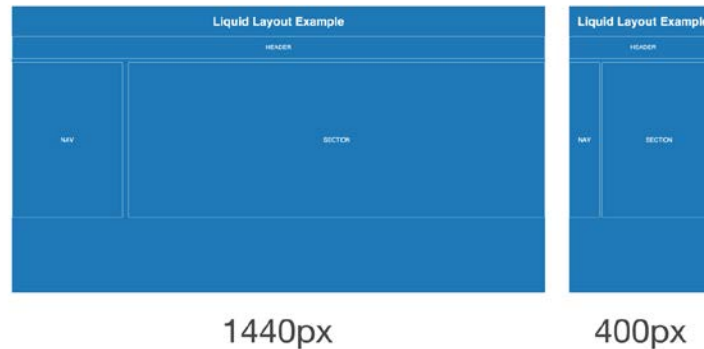 Liquid Layout Example
HEADER
NAV
SECTION
1440px
Liquid Layout Example
HEADER
NAV
SECTION
400px